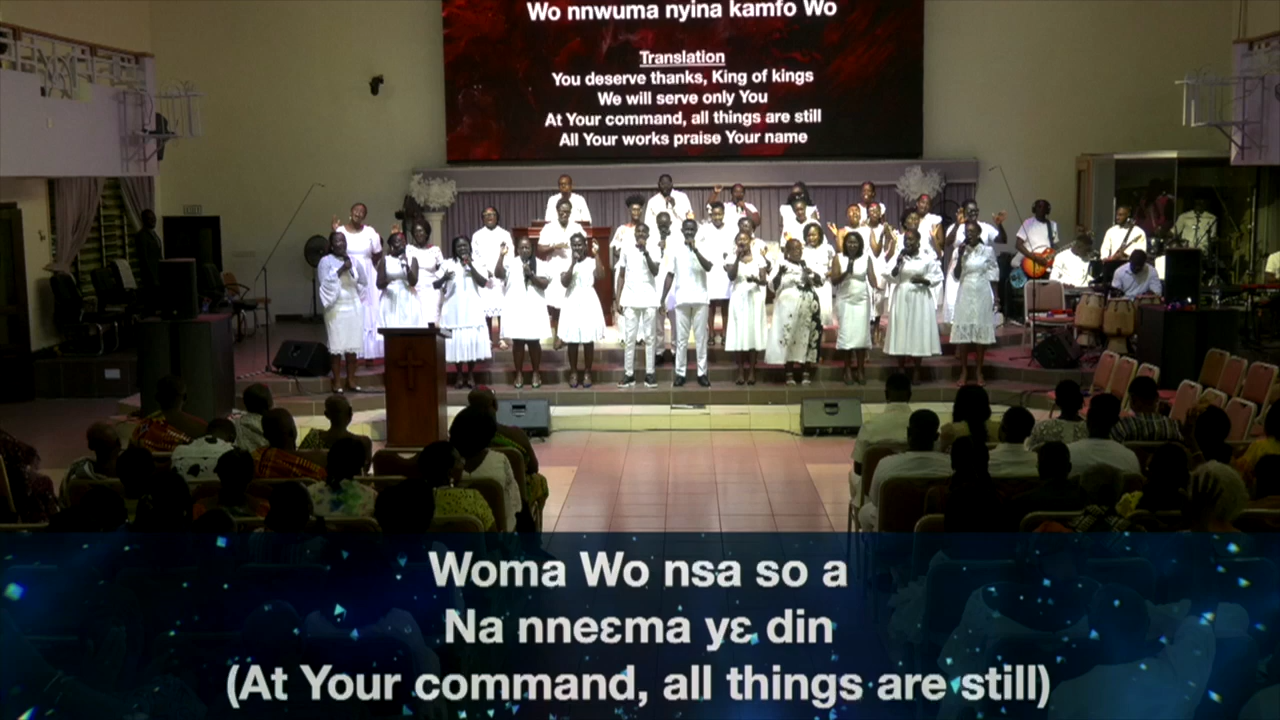 Wo nnwuma nyina kamfo Wo
Translation
You deserve thanks, King of kings
We will serve only You
At Your command, all things are still
All Your works praise Your name
Woma Wo nsa so a
Na nneɛma yɛ din
(At Your command, all things are still)